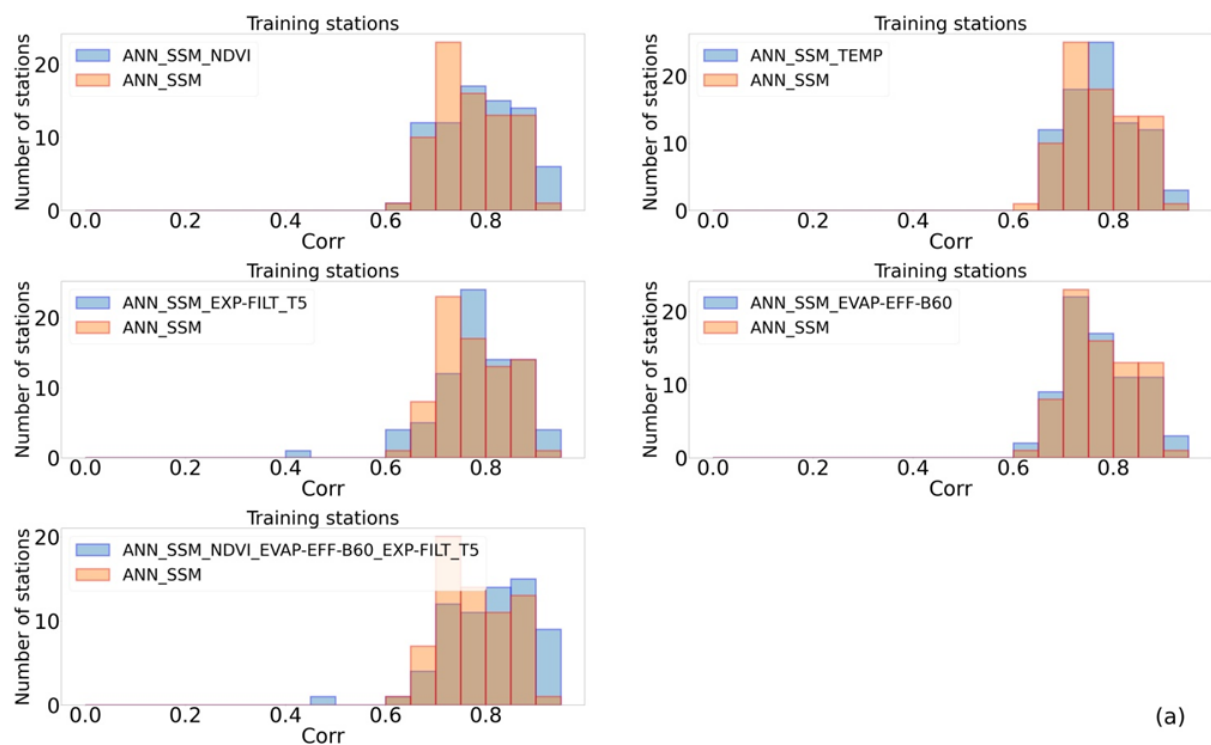 Training stations
Number of stations
20
10
0
ANN_SSM_NDVI
ANN_SSM
0.0 0.2 0.4 0.6 0.8
Corr
Training stations
Number of stations
20
10
0
ANN_SSM_TEMP
ANN_SSM
0.0 0.2 0.4 0.6 0.8
Corr
Training stations
Number of stations
20
10
0
ANN_SSM_EXP-FILT_T5
ANN_SSM
0.0 0.2 0.4 0.6 0.8
Corr
Training stations
Number of stations
20
10
0
ANN_SSM_EVAP-EFF-B60
ANN_SSM
0.0 0.2 0.4 0.6 0.8
Corr
Training stations
Number of stations
20
10
0
ANN_SSM_NDVI_EVAP-EFF-B60_EXP-FILT_T5
ANN_SSM
0.0 0.2 0.4 0.6 0.8
Corr
(a)